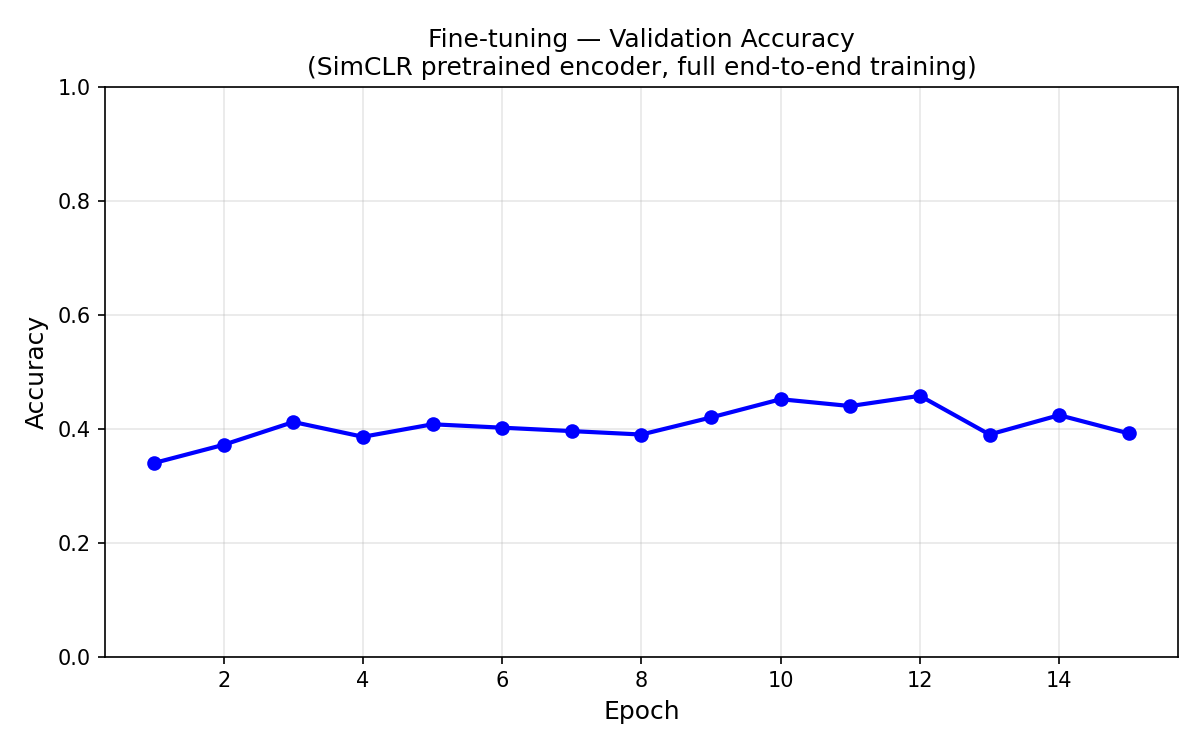 Fine-tuning — Validation Accuracy
(SimCLR pretrained encoder, full end-to-end training)
1.0
0.8
0.6
0.4
0.2
0.0
Accuracy
2 4 6 8 10 12 14
Epoch